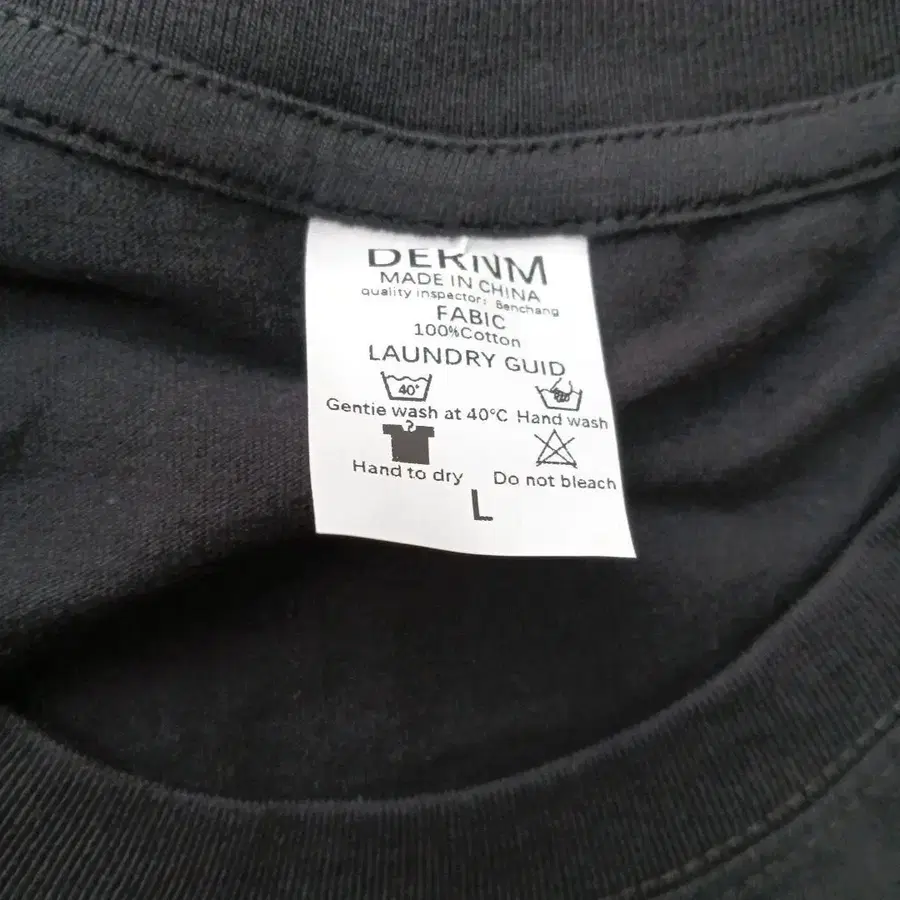 DEKNM
MADE IN CHINA
quality inspector: Benchang
FABIC
100%Cotton
LAUNDRY GUID
40°
Gentie wash at 40°C Hand wash
Hand to dry Do not bleach
L